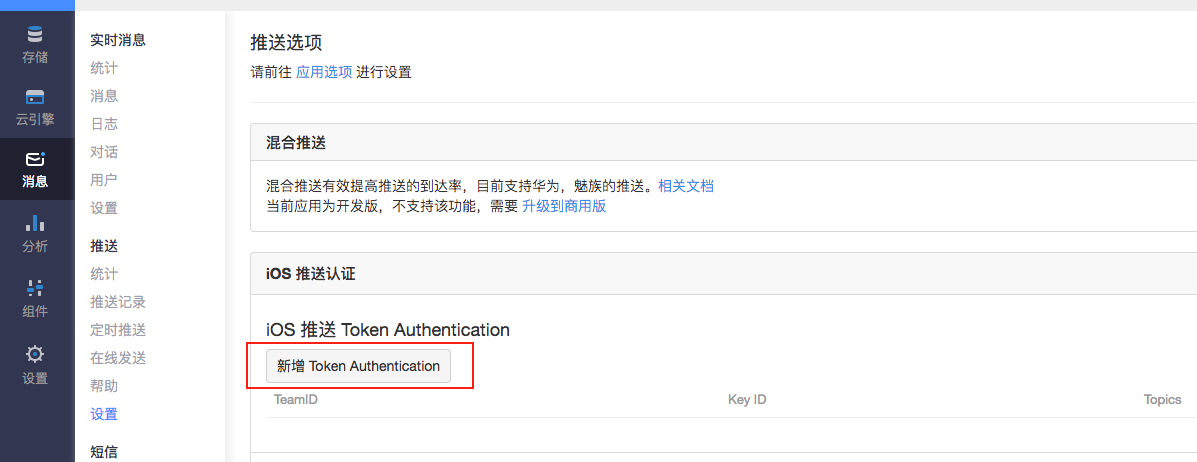 存储
云引擎
消息
分析
组件
设置
实时消息
统计
消息
日志
对话
用户
设置
推送
统计
推送记录
定时推送
在线发送
帮助
设置
短信
推送选项
请前往 应用选项 进行设置
混合推送
混合推送有效提高推送的到达率，目前支持华为，魅族的推送。相关文档
当前应用为开发版，不支持该功能，需要 升级到商用版
iOS 推送认证
iOS 推送 Token Authentication
新增 Token Authentication
TeamID Key ID Topics